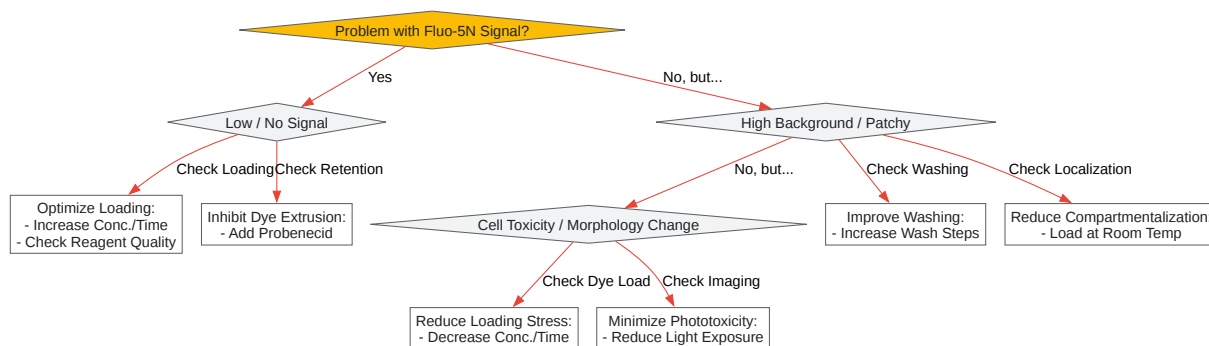 Problem with Fluo-5N Signal?
Yes
No, but...
Low / No Signal
High Background / Patchy
Check Loading
Check Retention
No, but...
Check Washing
Check Localization
Optimize Loading:
- Increase Conc./Time
- Check Reagent Quality
Inhibit Dye Extrusion:
- Add Probenecid
Cell Toxicity / Morphology Change
Improve Washing:
- Increase Wash Steps
Reduce Compartmentalization:
- Load at Room Temp
Check Dye Load
Check Imaging
Reduce Loading Stress:
- Decrease Conc./Time
Minimize Phototoxicity:
- Reduce Light Exposure